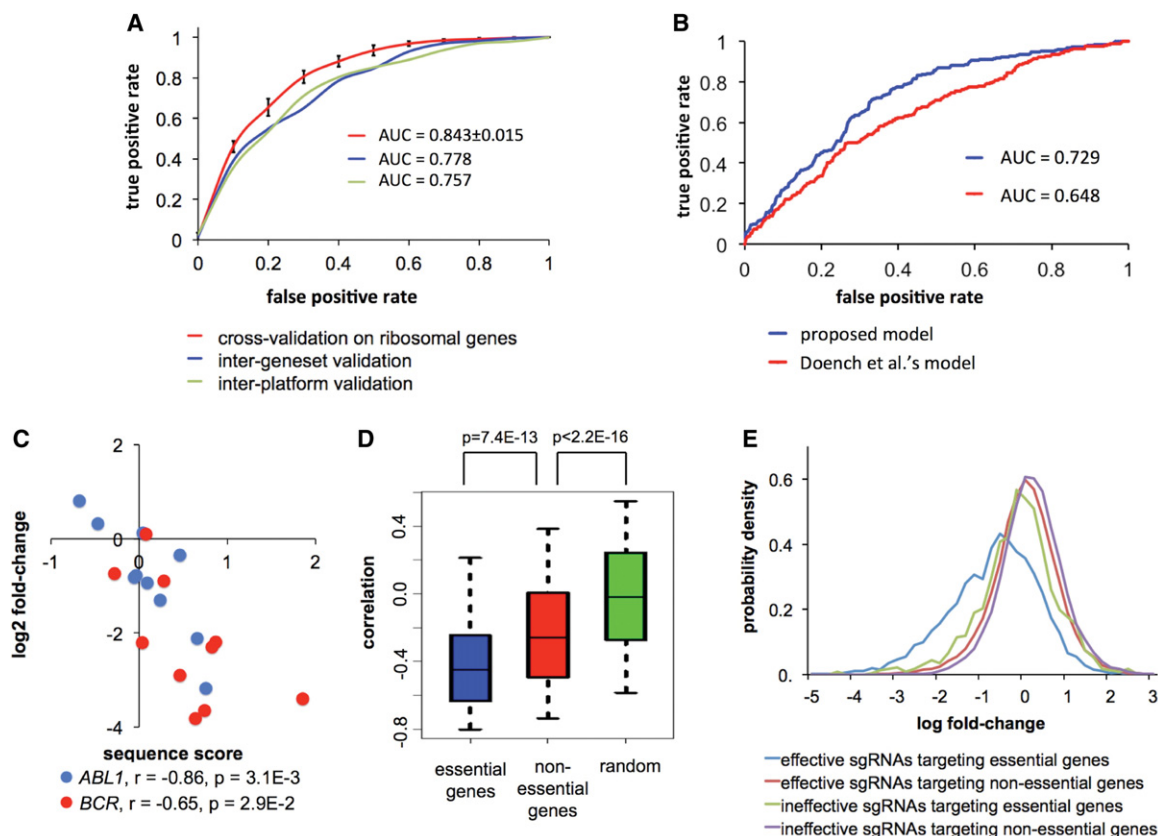 A
true positive rate
1
0.8
0.6
0.4
0.2
0
0 0.2 0.4 0.6 0.8 1
AUC = 0.843±0.015
AUC = 0.778
AUC = 0.757
false positive rate
cross-validation on ribosomal genes
inter-geneset validation
inter-platform validation
B
true positive rate
1
0.8
0.6
0.4
0.2
0
0 0.2 0.4 0.6 0.8 1
AUC = 0.729
AUC = 0.648
false positive rate
proposed model
Doench et al.'s model
C
log2 fold-change
2
0
-2
-4
-1 0 1 2
sequence score
ABL1, r = -0.86, p = 3.1E-3
BCR, r = -0.65, p = 2.9E-2
D
p=7.4E-13 p<2.2E-16
correlation
0.4
0.0
-0.4
-0.8
essential
genes
non-
essential
genes
random
E
probability density
0.6
0.4
0.2
0
-5 -4 -3 -2 -1 0 1 2 3
log fold-change
effective sgRNAs targeting essential genes
effective sgRNAs targeting non-essential genes
ineffective sgRNAs targeting essential genes
ineffective sgRNAs targeting non-essential genes